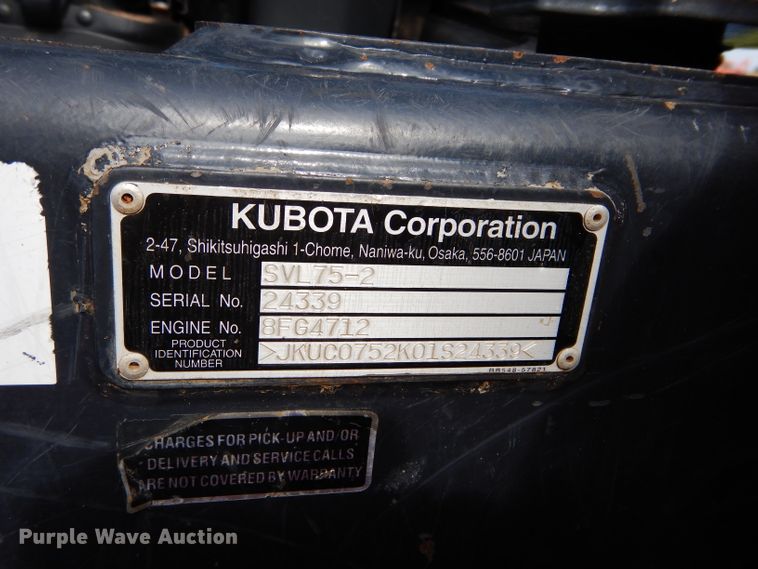 KUBOTA Corporation
2-47, Shikitsuhigashi 1-Chome, Naniwa-ku, Osaka, 556-8601 JAPAN
MODEL SVL75-2
SERIAL No. 24339
ENGINE No. 8FG4712 J
PRODUCT IDENTIFICATION NUMBER >JKUC0752K01S24339<
RB548-57821
CHARGES FOR PICK-UP AND/OR
DELIVERY AND SERVICE CALLS
ARE NOT COVERED BY WARRANTY
Purple Wave Auction®